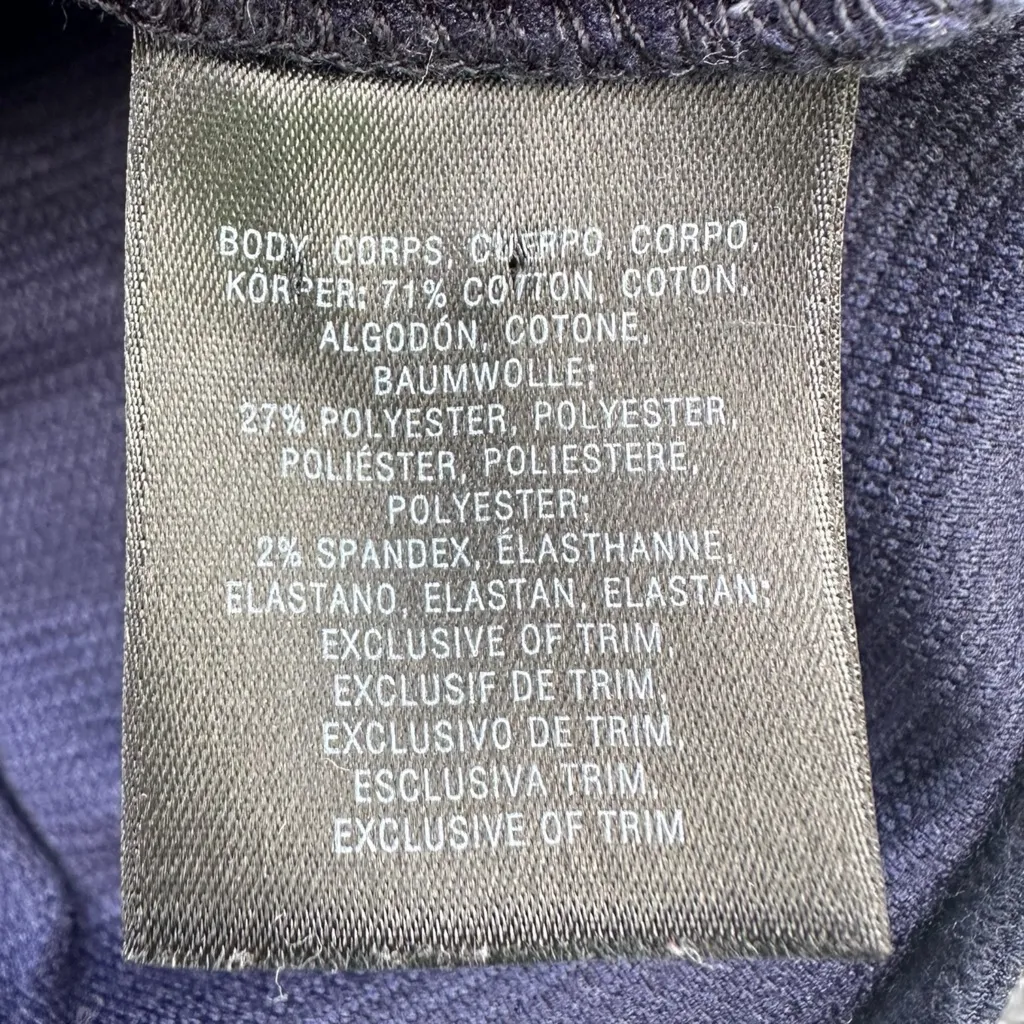 BODY, CORPS, CUERPO, CORPO,
KÖRPER: 71% COTTON, COTON,
ALGODÓN, COTONE,
BAUMWOLLE;
27% POLYESTER, POLYESTER,
POLIÉSTER, POLIESTERE,
POLYESTER;
2% SPANDEX, ÉLASTHANNE,
ELASTANO, ELASTAN, ELASTAN;
EXCLUSIVE OF TRIM,
EXCLUSIF DE TRIM,
EXCLUSIVO DE TRIM,
ESCLUSIVA TRIM,
EXCLUSIVE OF TRIM